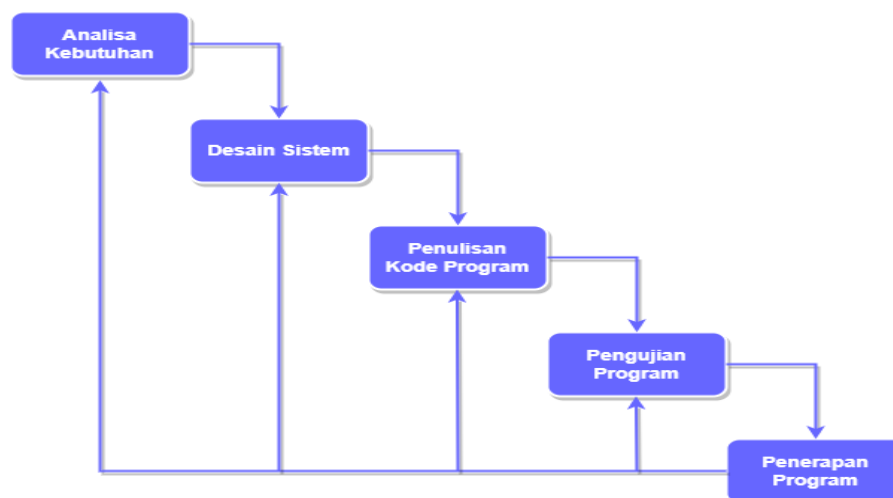 Analisa
Kebutuhan
Desain Sistem
Penulisan
Kode Program
Pengujian
Program
Penerapan
Program